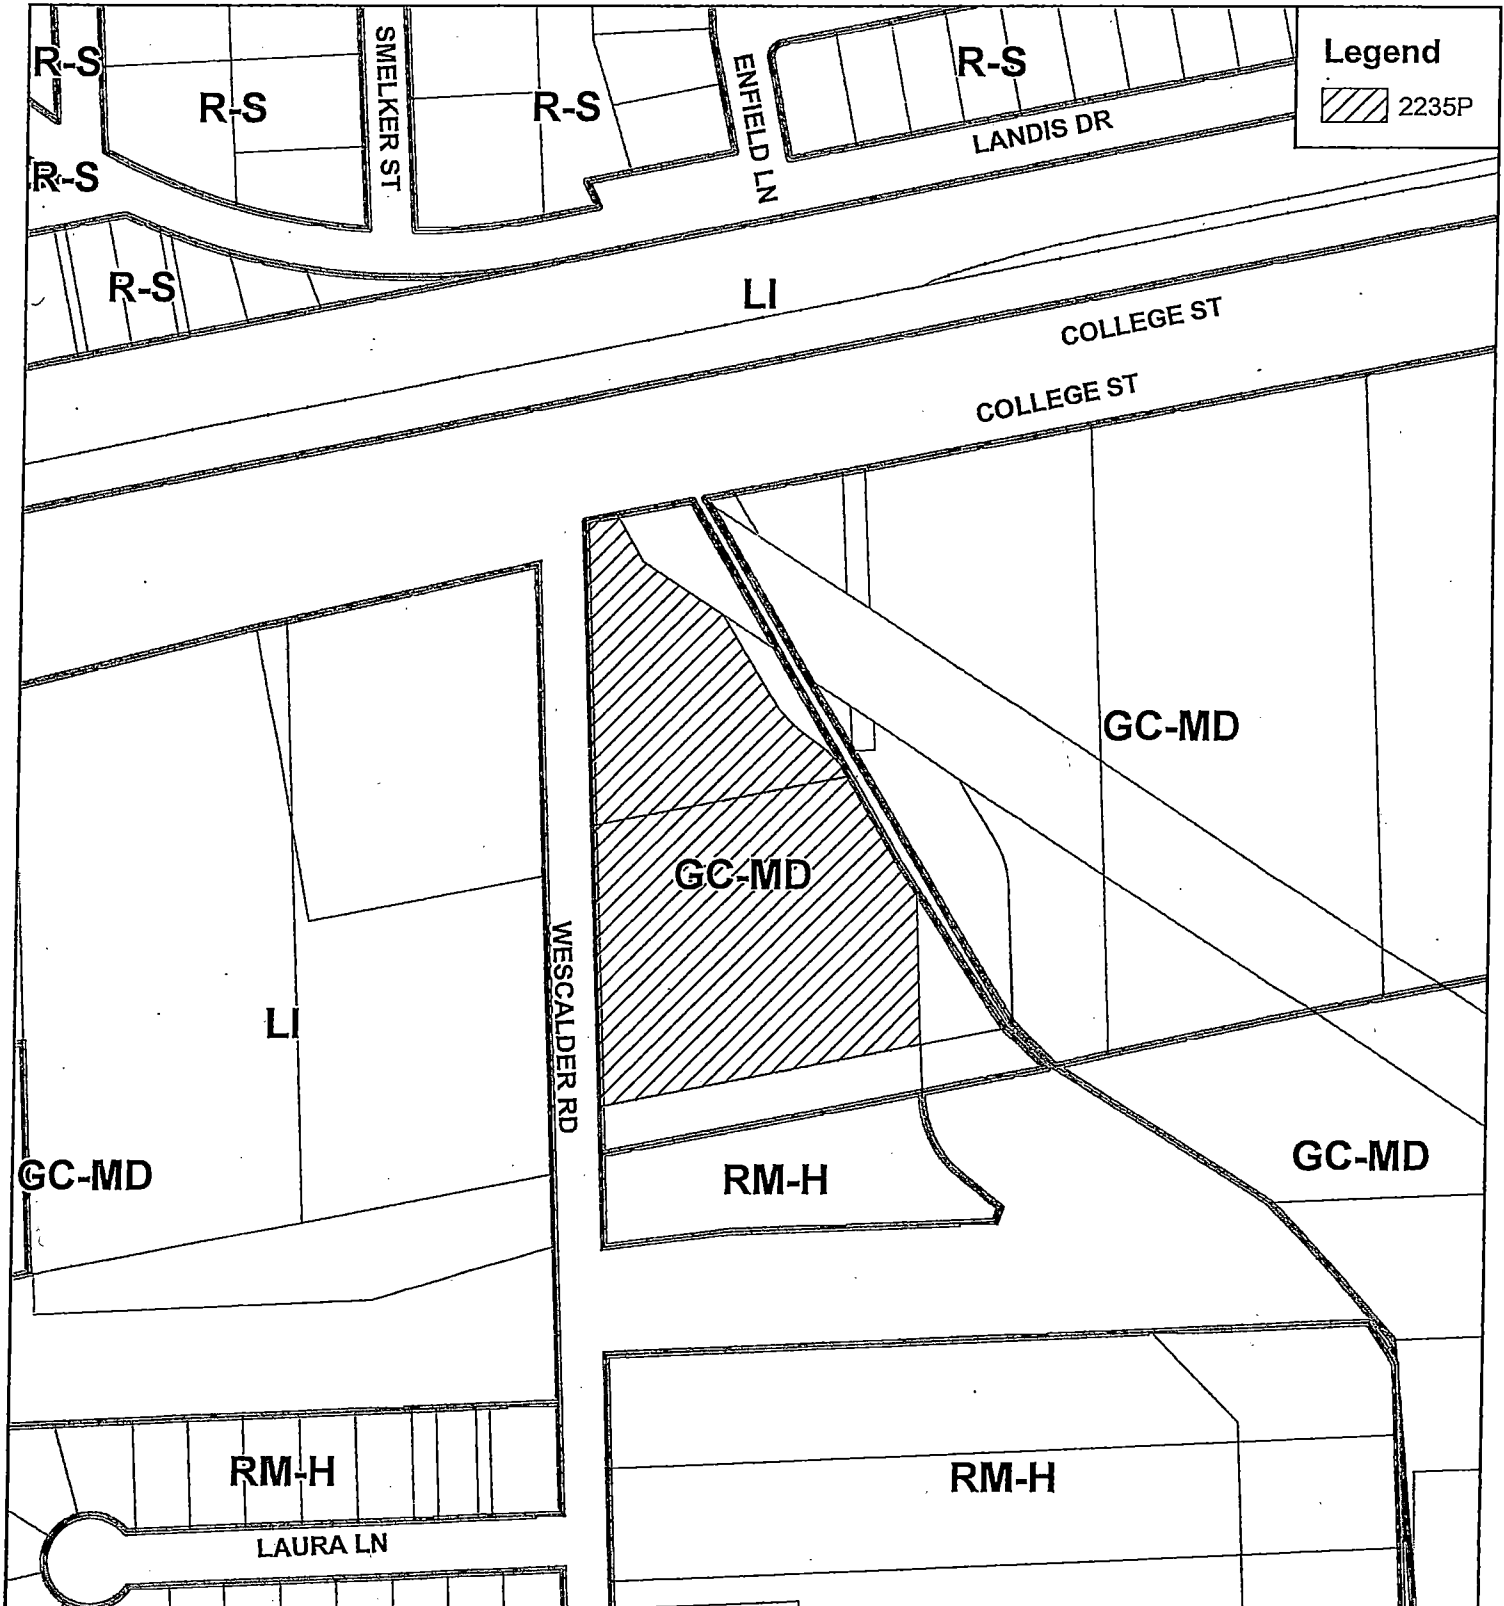 R-S
R-S
SMELKER ST
R-S
ENFIELD LN
R-S
LANDIS DR
Legend
2235P
R-S
R-S
LI
COLLEGE ST
COLLEGE ST
GC-MD
GC-MD
WESCALDER RD
LI
GC-MD
RM-H
GC-MD
RM-H
RM-H
LAURA LN